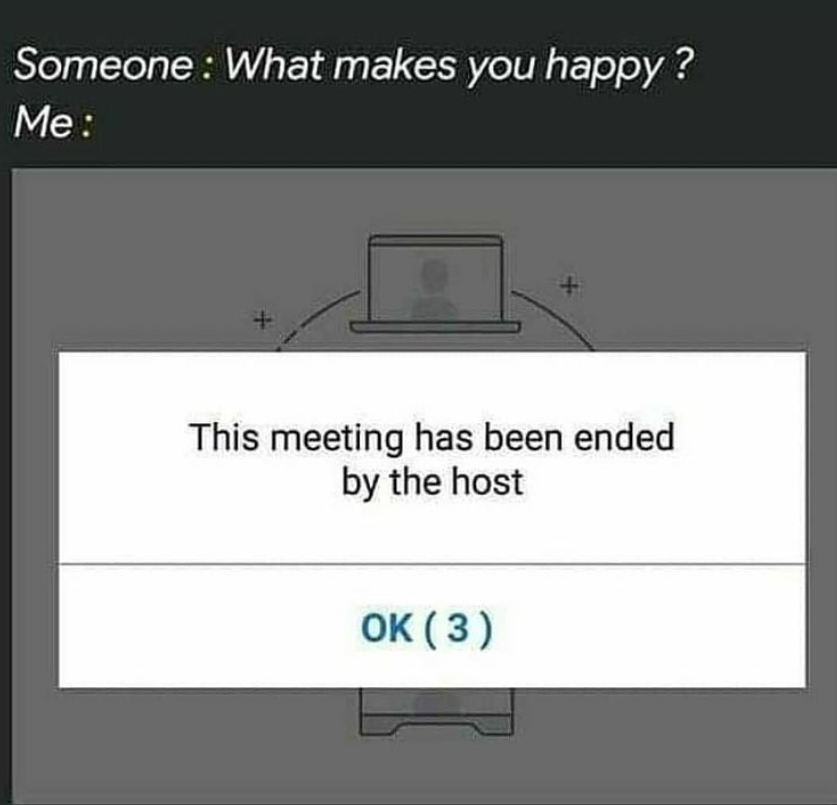 Someone : What makes you happy ?
Me :
This meeting has been ended
by the host
OK ( 3 )